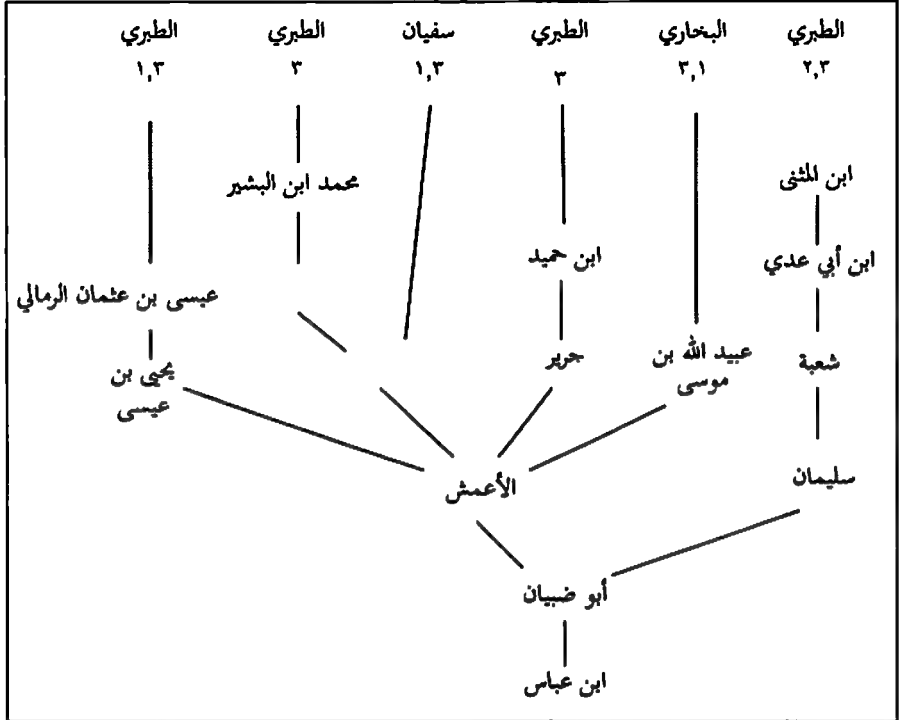 الطبري
البخاري
الطبري
سفيان
الطبري
الطبري
٢,٣
٣,١
٣
١,٣
٣
١,٣
ابن المثنى
محمد ابن البشير
ابن أبي عدي
ابن حميد
عيسى بن عثمان الرمالي
شعبة
عبيد الله بن
موسى
جرير
يحيى بن
عيسى
سليمان
الأعمش
أبو ضبيان
ابن عباس